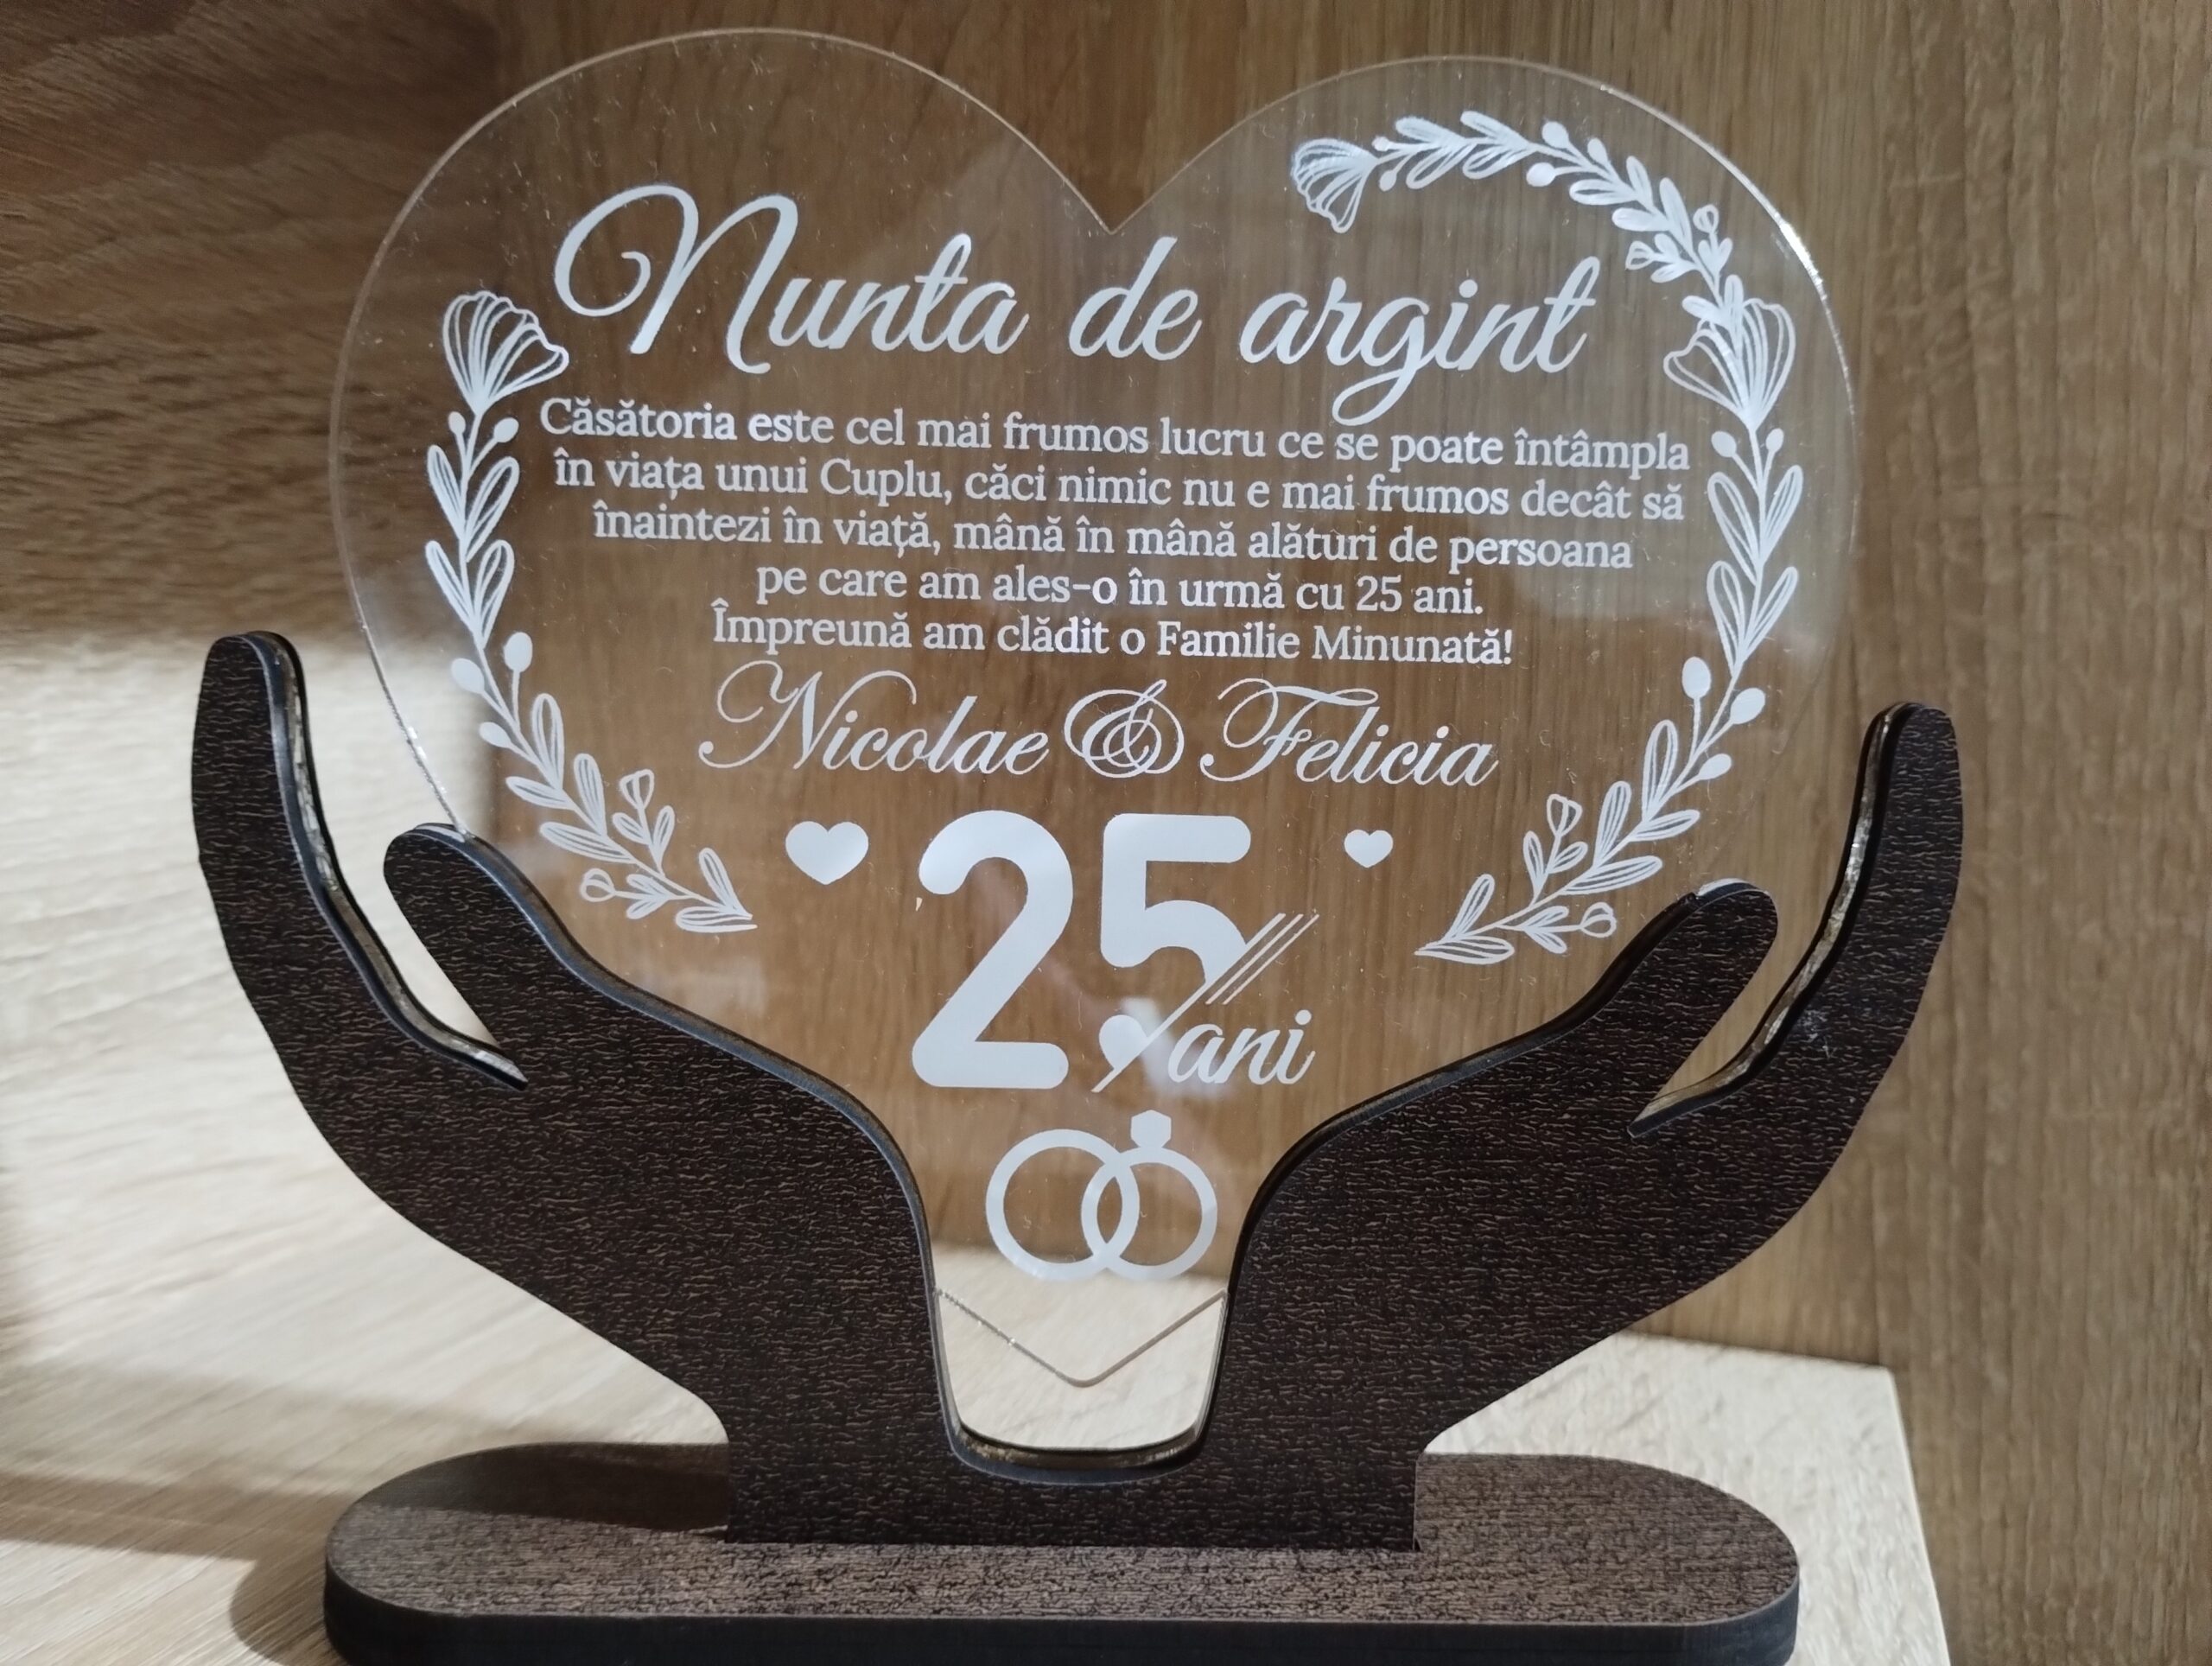 Nunta de argint
Căsătoria este cel mai frumos lucru ce se poate întâmpla
în viața unui Cuplu, căci nimic nu e mai frumos decât să
înaintezi în viață, mână în mână alături de persoana
pe care am ales-o în urmă cu 25 ani.
Împreună am clădit o Familie Minunată!
Nicolae & Felicia
25
ani